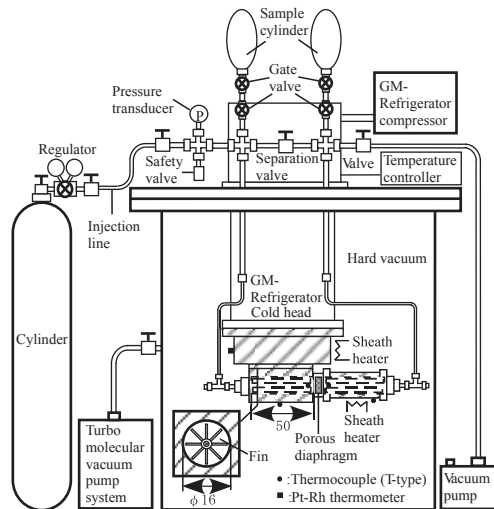 Sample
cylinder
Gate
valve
Pressure
transducer
P
GM-
Refrigerator
compressor
Regulator
Safety
valve
Separation
valve
Valve
Temperature
controller
Injection
line
Hard vacuum
GM-
Refrigerator
Cold head
Cylinder
Sheath
heater
50
Porous
diaphragm
Sheath
heater
Turbo
molecular
vacuum
pump
system
Fin
ϕ16
● :Thermocouple (T-type)
■ :Pt-Rh thermometer
Vacuum
pump